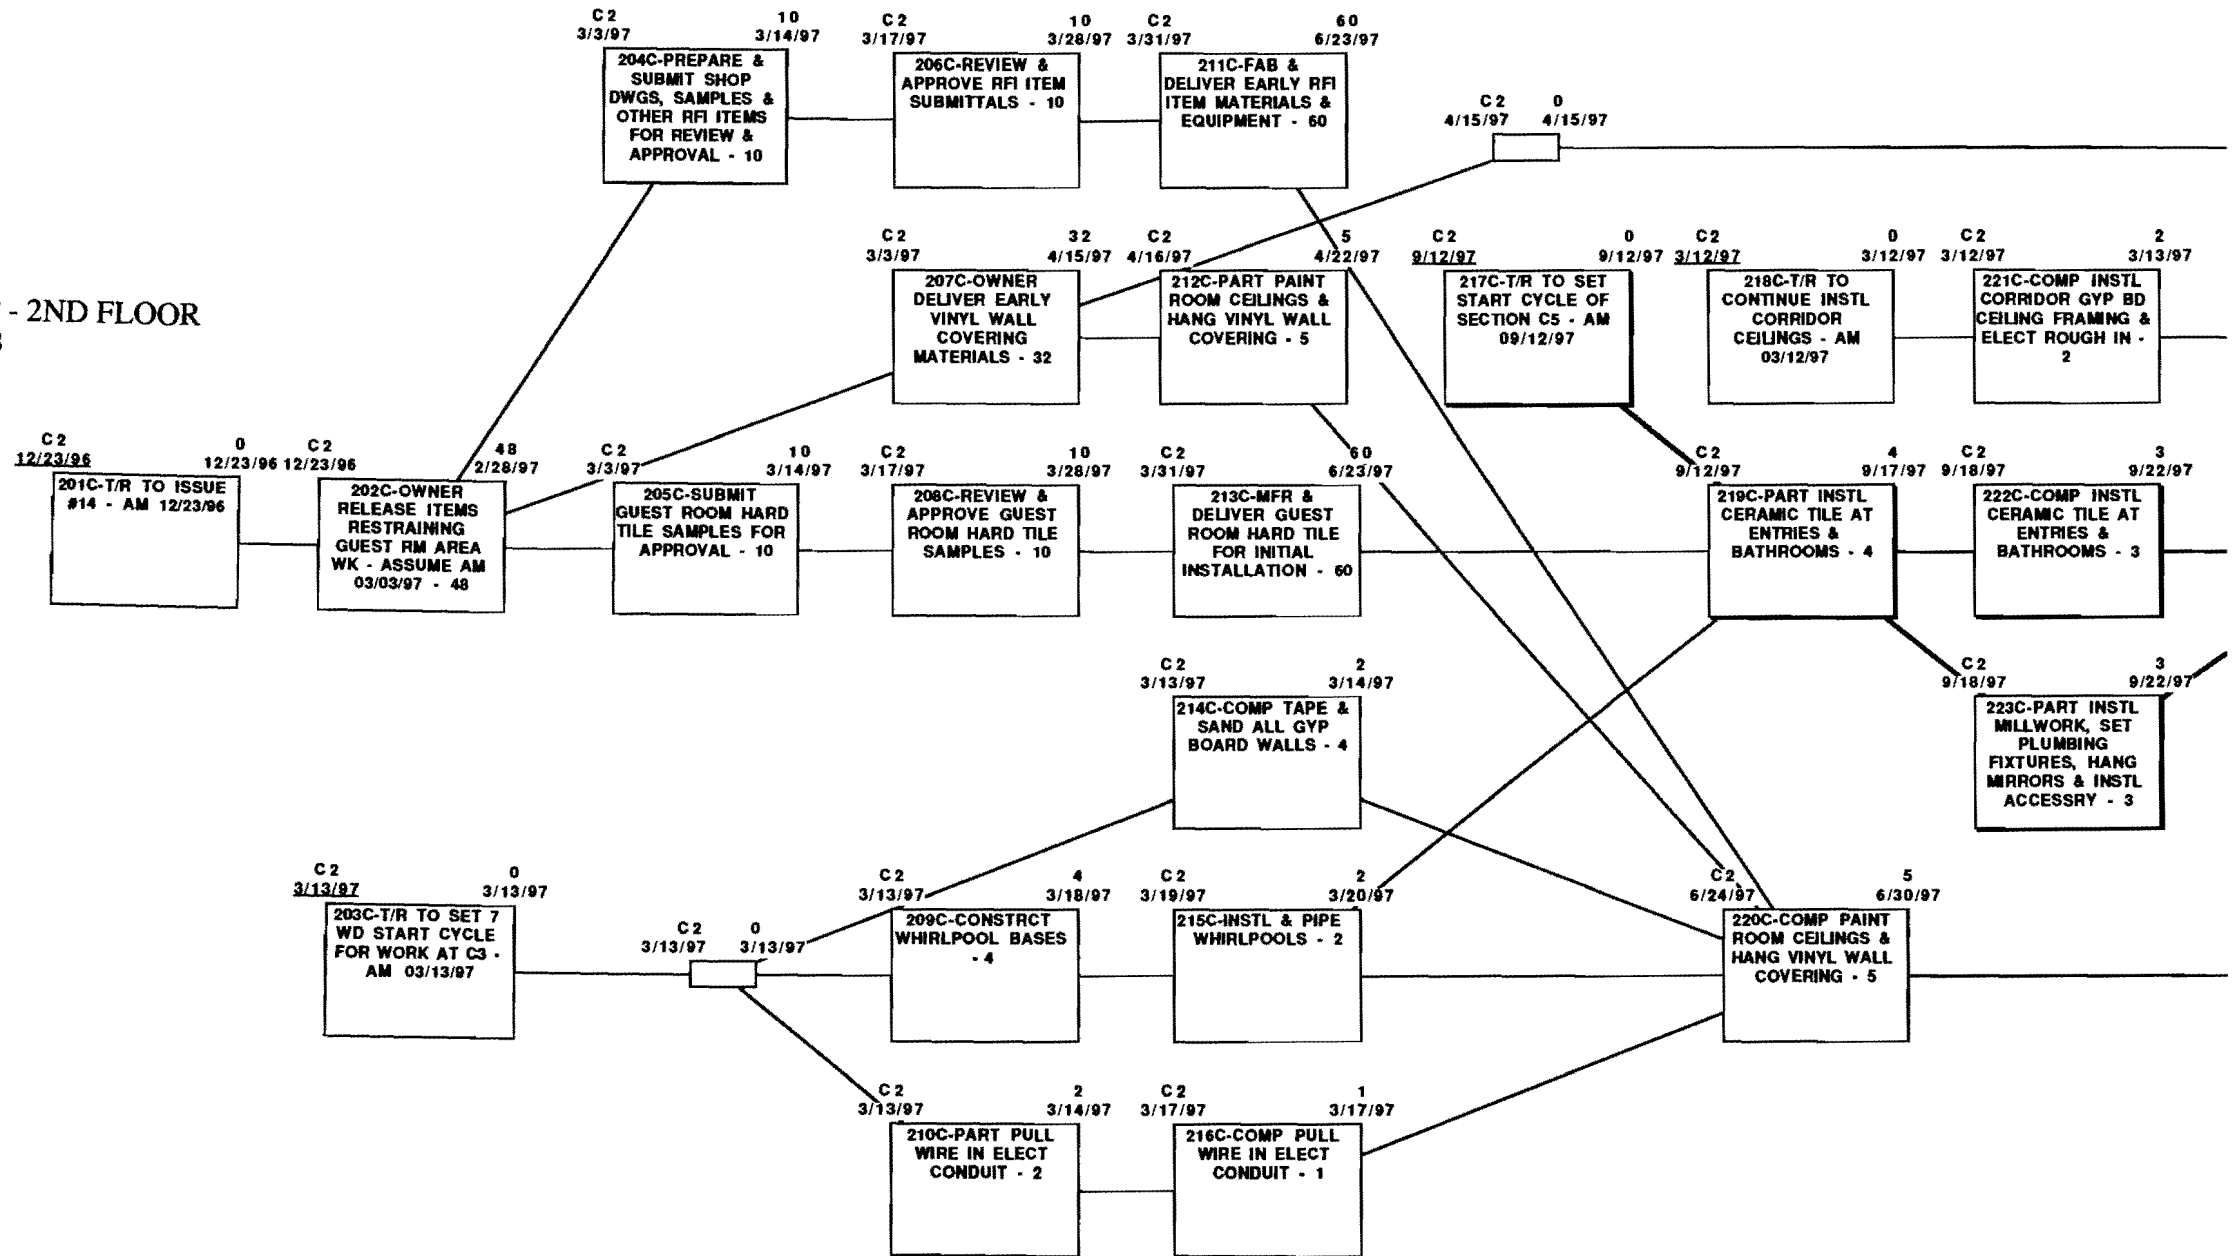 C2 10
3/3/97 3/14/97
204C-PREPARE &
SUBMIT SHOP
DWGS, SAMPLES &
OTHER RFI ITEMS
FOR REVIEW &
APPROVAL - 10
C2 10
3/17/97 3/28/97
206C-REVIEW &
APPROVE RFI ITEM
SUBMITTALS - 10
C2 60
3/31/97 6/23/97
211C-FAB &
DELIVER EARLY RFI
ITEM MATERIALS &
EQUIPMENT - 60
C2 0
4/15/97 4/15/97
C2 32
3/3/97 4/15/97
207C-OWNER
DELIVER EARLY
VINYL WALL
COVERING
MATERIALS - 32
C2 5
4/16/97 4/22/97
212C-PART PAINT
ROOM CEILINGS &
HANG VINYL WALL
COVERING - 5
C2 0
9/12/97 9/12/97
217C-T/R TO SET
START CYCLE OF
SECTION C5 - AM
09/12/97
C2 0
3/12/97 3/12/97
218C-T/R TO
CONTINUE INSTL
CORRIDOR
CEILINGS - AM
03/12/97
C2 2
3/12/97 3/13/97
221C-COMP INSTL
CORRIDOR GYP BD
CEILING FRAMING &
ELECT ROUGH IN -
2
- 2ND FLOOR
C2 0
12/23/96 12/23/96
201C-T/R TO ISSUE
#14 - AM 12/23/96
C2 48
12/23/96 2/28/97
202C-OWNER
RELEASE ITEMS
RESTRAINING
GUEST RM AREA
WK - ASSUME AM
03/03/97 - 48
C2 10
3/3/97 3/14/97
205C-SUBMIT
GUEST ROOM HARD
TILE SAMPLES FOR
APPROVAL - 10
C2 10
3/17/97 3/28/97
208C-REVIEW &
APPROVE GUEST
ROOM HARD TILE
SAMPLES - 10
C2 60
3/31/97 6/23/97
213C-MFR &
DELIVER GUEST
ROOM HARD TILE
FOR INITIAL
INSTALLATION - 60
C2 4
9/12/97 9/17/97
219C-PART INSTL
CERAMIC TILE AT
ENTRIES &
BATHROOMS - 4
C2 3
9/18/97 9/22/97
222C-COMP INSTL
CERAMIC TILE AT
ENTRIES &
BATHROOMS - 3
C2 2
3/13/97 3/14/97
214C-COMP TAPE &
SAND ALL GYP
BOARD WALLS - 4
C2 3
9/18/97 9/22/97
223C-PART INSTL
MILLWORK, SET
PLUMBING
FIXTURES, HANG
MIRRORS & INSTL
ACCESSRY - 3
C2 0
3/13/97 3/13/97
203C-T/R TO SET 7
WD START CYCLE
FOR WORK AT C3 -
AM 03/13/97
C2 0
3/13/97 3/13/97
C2 4
3/13/97 3/18/97
209C-CONSTRCT
WHIRLPOOL BASES
- 4
C2 2
3/19/97 3/20/97
215C-INSTL & PIPE
WHIRLPOOLS - 2
C2 5
6/24/97 6/30/97
220C-COMP PAINT
ROOM CEILINGS &
HANG VINYL WALL
COVERING - 5
C2 2
3/13/97 3/14/97
210C-PART PULL
WIRE IN ELECT
CONDUIT - 2
C2 1
3/17/97 3/17/97
216C-COMP PULL
WIRE IN ELECT
CONDUIT - 1